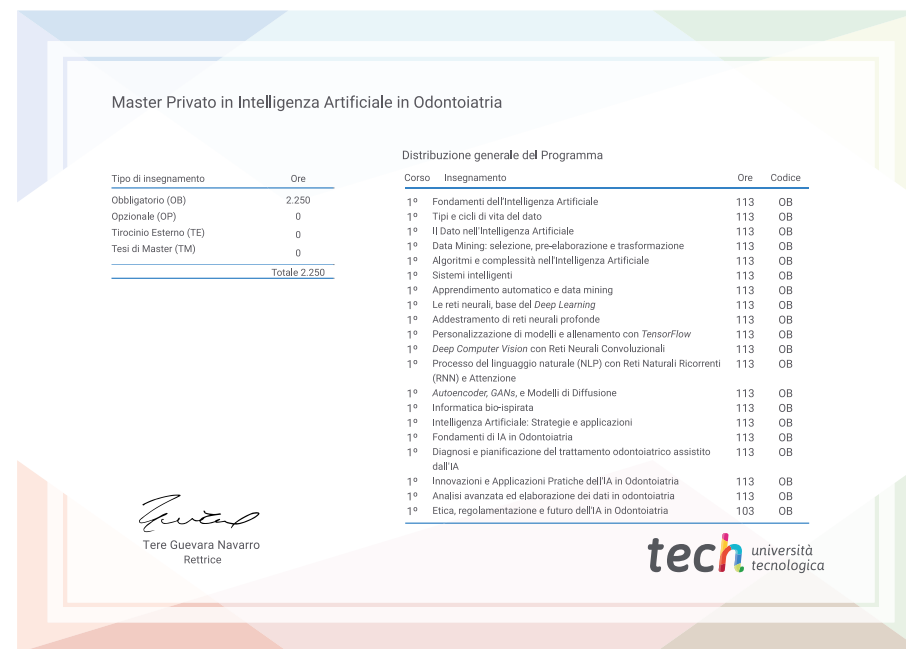 Master Privato in Intelligenza Artificiale in Odontoiatria
Tipo di insegnamento Ore
Obbligatorio (OB) 2.250
Opzionale (OP) 0
Tirocinio Esterno (TE) 0
Tesi di Master (TM) 0
Totale 2.250
Distribuzione generale del Programma
Corso Insegnamento Ore Codice
1º Fondamenti dell'Intelligenza Artificiale 113 OB
1º Tipi e cicli di vita del dato 113 OB
1º Il Dato nell'Intelligenza Artificiale 113 OB
1º Data Mining: selezione, pre-elaborazione e trasformazione 113 OB
1º Algoritmi e complessità nell'Intelligenza Artificiale 113 OB
1º Sistemi intelligenti 113 OB
1º Apprendimento automatico e data mining 113 OB
1º Le reti neurali, base del Deep Learning 113 OB
1º Addestramento di reti neurali profonde 113 OB
1º Personalizzazione di modelli e allenamento con TensorFlow 113 OB
1º Deep Computer Vision con Reti Neurali Convoluzionali 113 OB
1º Processo del linguaggio naturale (NLP) con Reti Naturali Ricorrenti 113 OB
(RNN) e Attenzione
1º Autoencoder, GANs, e Modelli di Diffusione 113 OB
1º Informatica bio-ispirata 113 OB
1º Intelligenza Artificiale: Strategie e applicazioni 113 OB
1º Fondamenti di IA in Odontoiatria 113 OB
1º Diagnosi e pianificazione del trattamento odontoiatrico assistito 113 OB
dall'IA
1º Innovazioni e Applicazioni Pratiche dell'IA in Odontoiatria 113 OB
1º Analisi avanzata ed elaborazione dei dati in odontoiatria 113 OB
1º Etica, regolamentazione e futuro dell'IA in Odontoiatria 103 OB
Tere Guevara Navarro
Rettrice
tech università
tecnologica